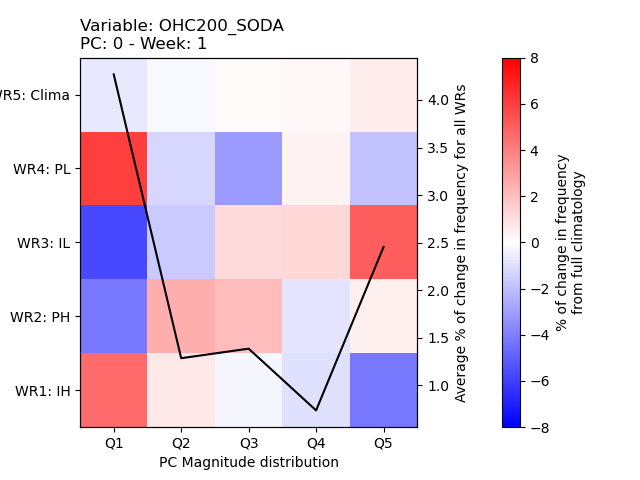 Variable: OHC200_SODA
PC: 0 - Week: 1
WR5: Clima
WR4: PL
WR3: IL
WR2: PH
WR1: IH
Q1 Q2 Q3 Q4 Q5
PC Magnitude distribution
4.0
3.5
3.0
2.5
2.0
1.5
1.0
Average % of change in frequency for all WRs
8
6
4
2
0
−2
−4
−6
−8
% of change in frequency
from full climatology